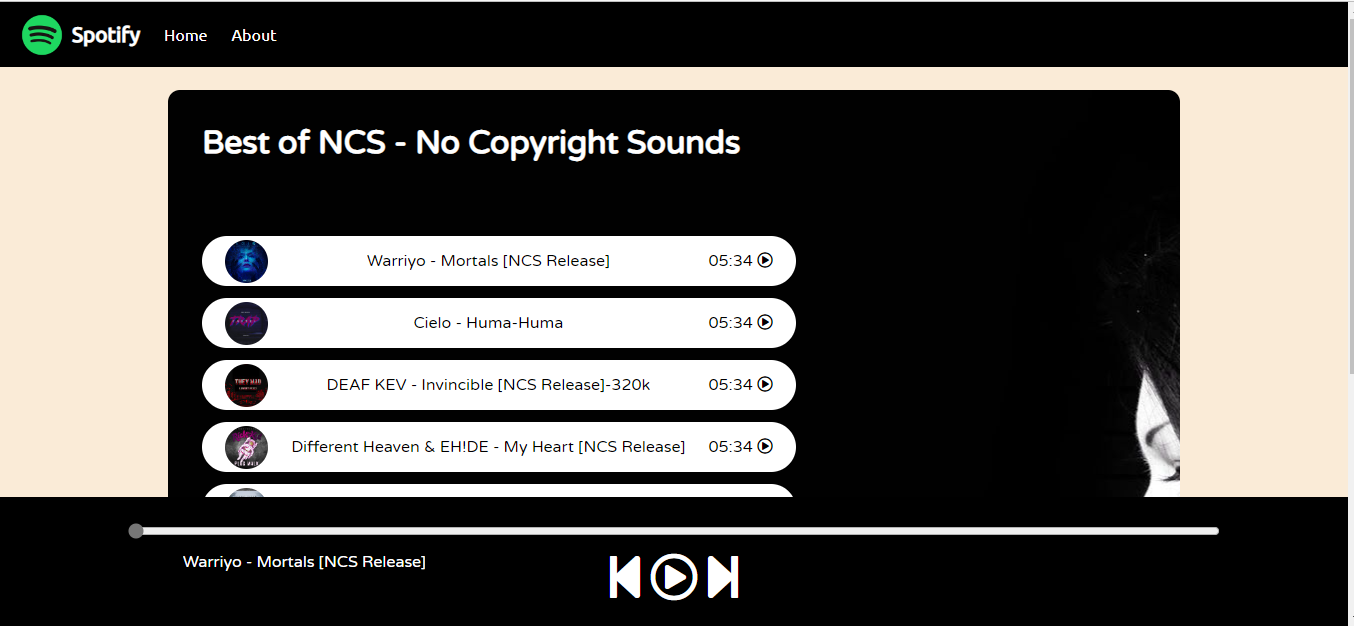 Spotify Home About
Best of NCS - No Copyright Sounds
Warriyo - Mortals [NCS Release] 05:34
Cielo - Huma-Huma 05:34
DEAF KEV - Invincible [NCS Release]-320k 05:34
Different Heaven & EH!DE - My Heart [NCS Release] 05:34
Warriyo - Mortals [NCS Release]